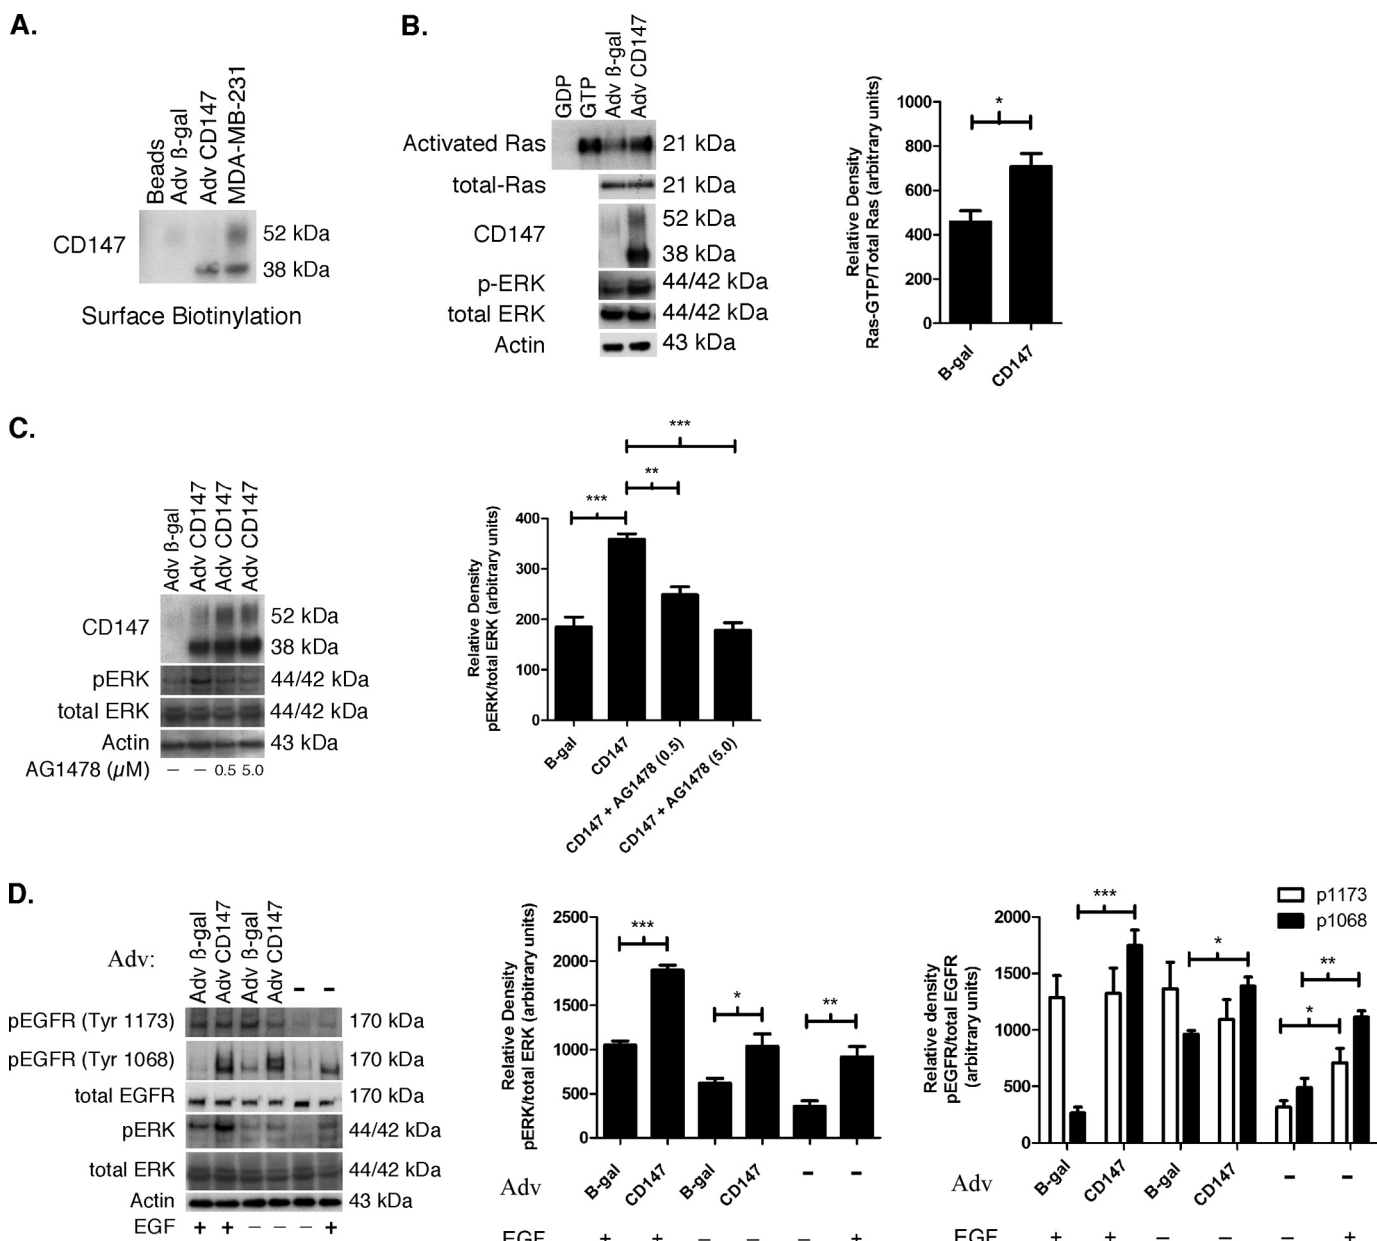 A.
Beads
Adv ß-gal
Adv CD147
MDA-MB-231
CD147
52 kDa
38 kDa
Surface Biotinylation
B.
GDP
GTP
Adv ß-gal
Adv CD147
Activated Ras 21 kDa
total-Ras 21 kDa
CD147
52 kDa
38 kDa
p-ERK 44/42 kDa
total ERK 44/42 kDa
Actin 43 kDa
Relative Density
Ras-GTP/Total Ras (arbitrary units)
1000
800
600
400
200
0
*
B-gal
CD147
C.
Adv ß-gal
Adv CD147
Adv CD147
Adv CD147
CD147
52 kDa
38 kDa
pERK 44/42 kDa
total ERK 44/42 kDa
Actin 43 kDa
AG1478 (µM) – – 0.5 5.0
Relative Density
pERK/total ERK (arbitrary units)
400
300
200
100
0
***
**
***
B-gal
CD147
CD147 + AG1478 (0.5)
CD147 + AG1478 (5.0)
D.
Adv:
Adv ß-gal
Adv CD147
Adv ß-gal
Adv CD147
–
–
pEGFR (Tyr 1173) 170 kDa
pEGFR (Tyr 1068) 170 kDa
total EGFR 170 kDa
pERK 44/42 kDa
total ERK 44/42 kDa
Actin 43 kDa
EGF + + – – – +
Relative Density
pERK/total ERK (arbitrary units)
2500
2000
1500
1000
500
0
***
*
**
Adv B-gal CD147 B-gal CD147 – –
EGF + + – – – +
Relative density
pEGFR/total EGFR
(arbitrary units)
2000
1500
1000
500
0
***
*
**
*
p1173
p1068
Adv B-gal CD147 B-gal CD147 – –
EGF + + – – – +